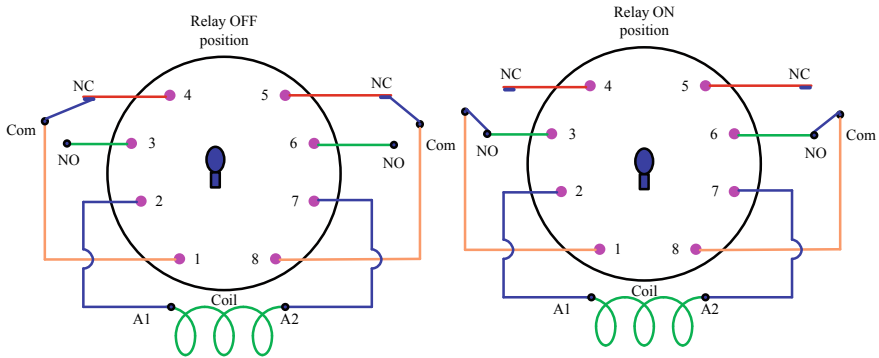 Relay OFF
position
NC
4
5
NC
Com
3
6
Com
NO
NO
2
7
1
8
Coil
A1
A2
Relay ON
position
NC
4
5
NC
3
6
Com
NO
NO
2
7
1
8
Coil
A1
A2